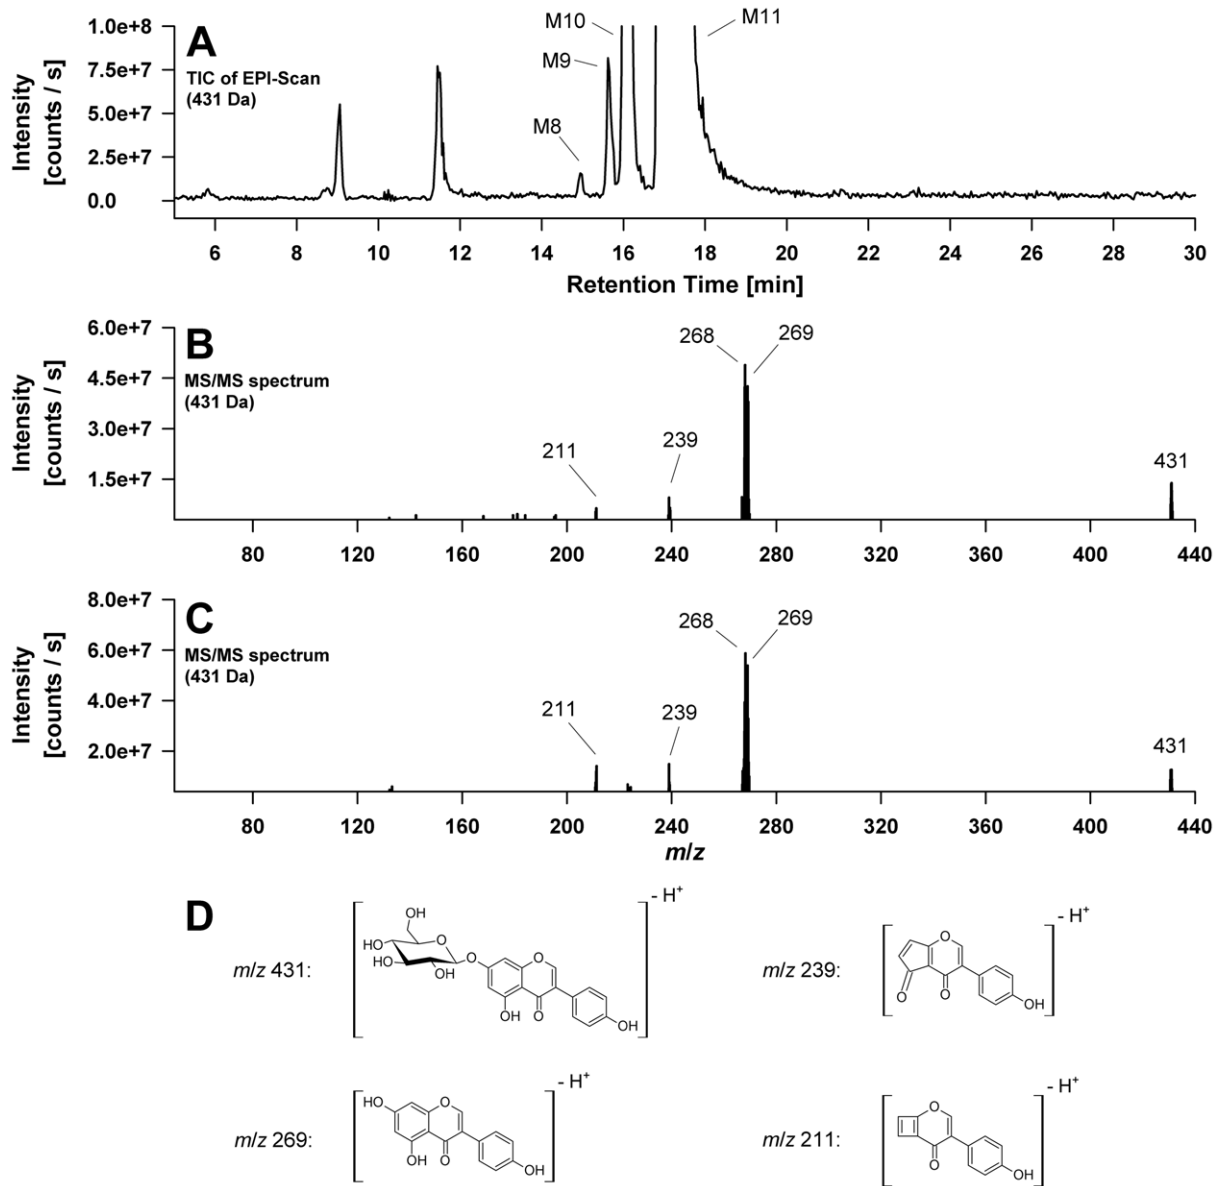 A
TIC of EPI-Scan
(431 Da)
Intensity
[counts / s]
1.0e+8
7.5e+7
5.0e+7
2.5e+7
0.0
M8
M9
M10
M11
6 8 10 12 14 16 18 20 22 24 26 28 30
Retention Time [min]
B
MS/MS spectrum
(431 Da)
Intensity
[counts / s]
6.0e+7
4.5e+7
3.0e+7
1.5e+7
211
239
268
269
431
80 120 160 200 240 280 320 360 400 440
C
MS/MS spectrum
(431 Da)
Intensity
[counts / s]
8.0e+7
6.0e+7
4.0e+7
2.0e+7
211
239
268
269
431
80 120 160 200 240 280 320 360 400 440
m/z
D
m/z 431:
OH
HO
HO
OH
O
O
O
OH
O
OH
- H⁺
m/z 239:
O
O
O
OH
- H⁺
m/z 269:
HO
O
OH
O
OH
- H⁺
m/z 211:
O
O
OH
- H⁺